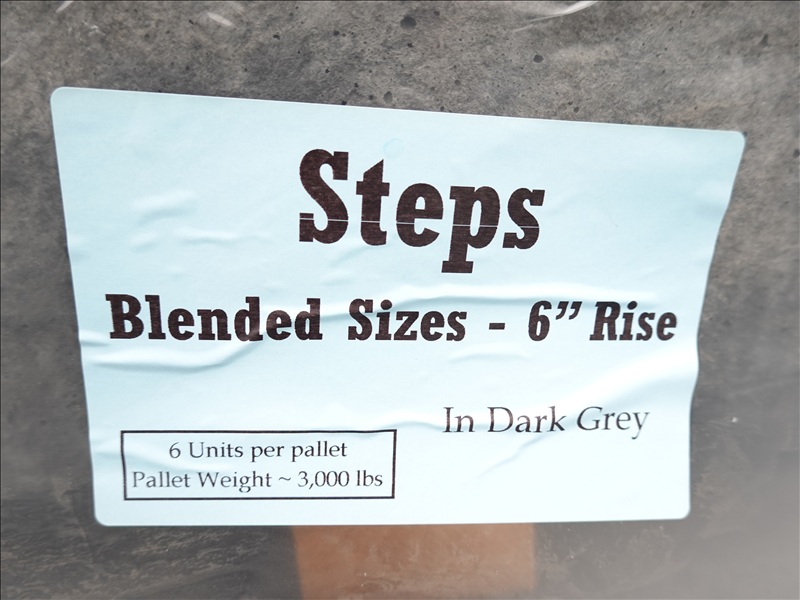 Steps
Blended Sizes - 6” Rise
In Dark Grey
6 Units per pallet
Pallet Weight ~ 3,000 lbs